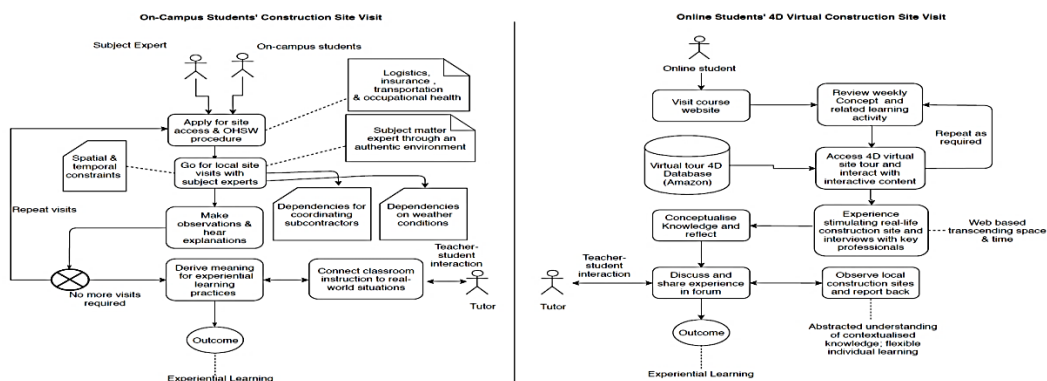 On-Campus Students' Construction Site Visit
Subject Expert
On-campus students
Logistics,
insurance ,
transportation
& occupational health
Apply for site
access & OHSW
procedure
Subject matter
expert through an
authentic environment
Spatial &
temporal
constraints
Go for local site
visits with
subject experts
Repeat visits
Make
observations &
hear
explanations
Dependencies for
coordinating
subcontractors
Dependencies
on weather
conditions
Teacher-
student
interaction
Derive meaning
for experiential
learning
practices
Connect classroom
instruction to real-
world situations
No more visits
required
Tutor
Outcome
Experiential Learning
Online Students' 4D Virtual Construction Site Visit
Online student
Visit course
website
Review weekly
Concept and
related learning
activity
Repeat as
required
Virtual tour 4D
Database
(Amazon)
Access 4D virtual
site tour and
interact with
interactive content
Conceptualise
Knowledge and
reflect
Experience
stimulating real-life
construction site and
interviews with key
professionals
Web based
transcending space
& time
Teacher-
student
interaction
Tutor
Discuss and
share experience
in forum
Observe local
construction sites
and report back
Outcome
Abstracted understanding
of contextualised
knowledge; flexible
individual learning
Experiential Learning